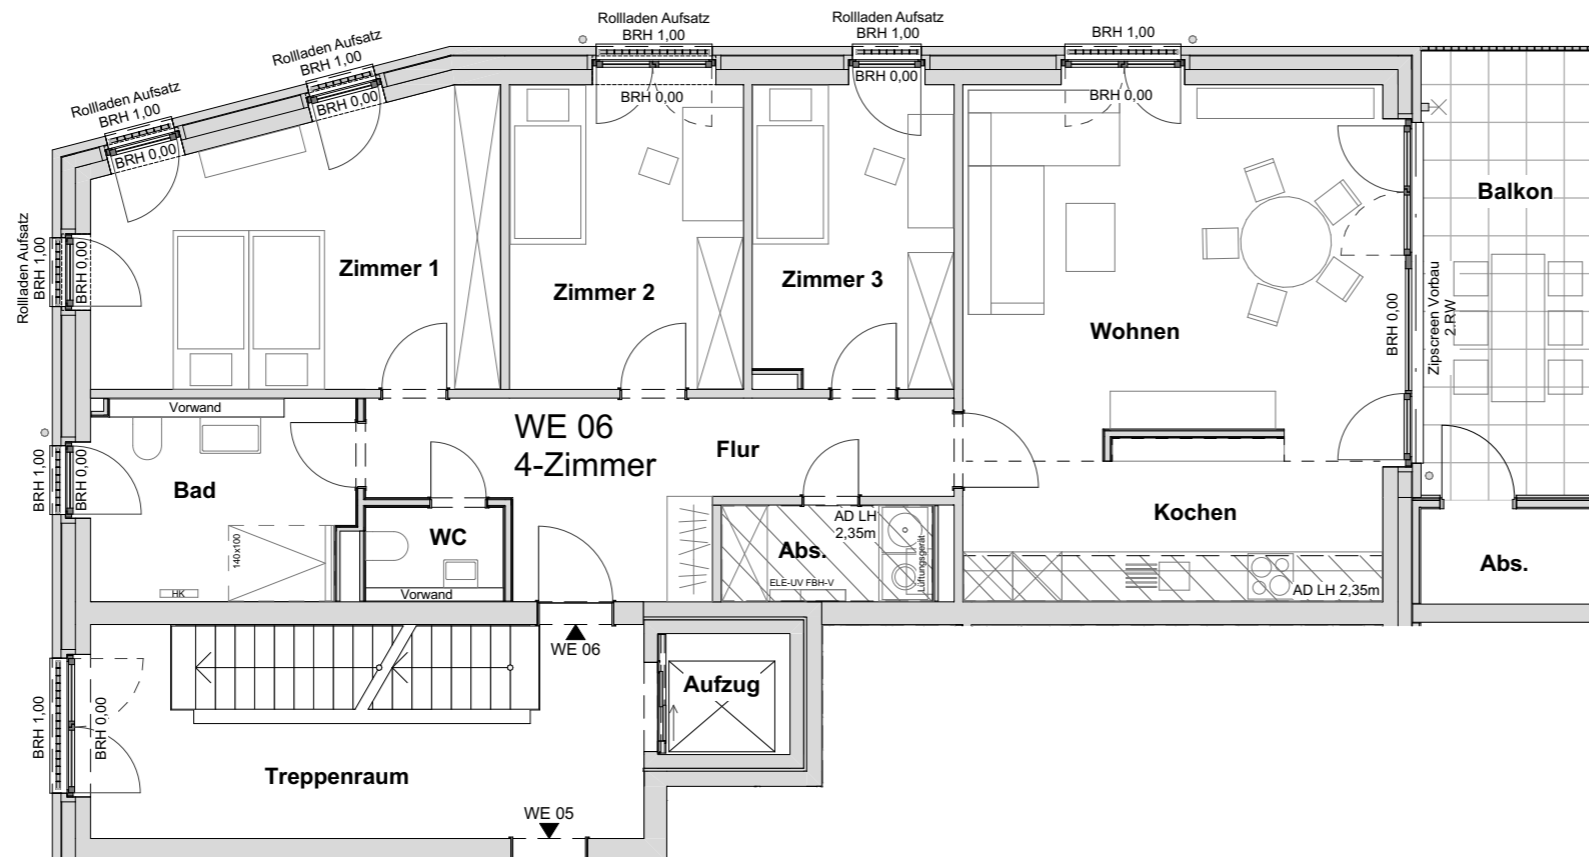 Rollladen Aufsatz
BRH 1,00
BRH 0,00
Rollladen Aufsatz
BRH 1,00
BRH 0,00
Rollladen Aufsatz
BRH 1,00
BRH 0,00
Rollladen Aufsatz
BRH 1,00
BRH 0,00
BRH 1,00
BRH 0,00
Rollladen Aufsatz
BRH 1,00
BRH 0,00
Zimmer 1
Zimmer 2
Zimmer 3
Wohnen
BRH 0,00
Zipscreen Vorbau
2.RW
Balkon
Vorwand
BRH 1,00
BRH 0,00
Bad
140x100
HK
WE 06
4-Zimmer
Flur
WC
Vorwand
AD LH
2,35m
Abs.
ELE-UV FBH-V
Lüftungsgerät
Kochen
AD LH 2,35m
Abs.
WE 06
Aufzug
BRH 1,00
BRH 0,00
Treppenraum
WE 05